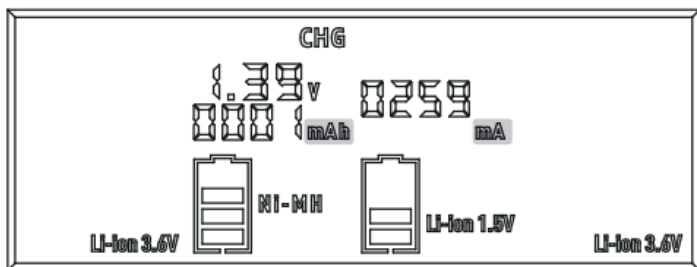 CHG
1.39 V
0259
0001 mAh
mA
Ni-MH
Li-ion 1.5V
Li-ion 3.6V
Li-ion 3.6V